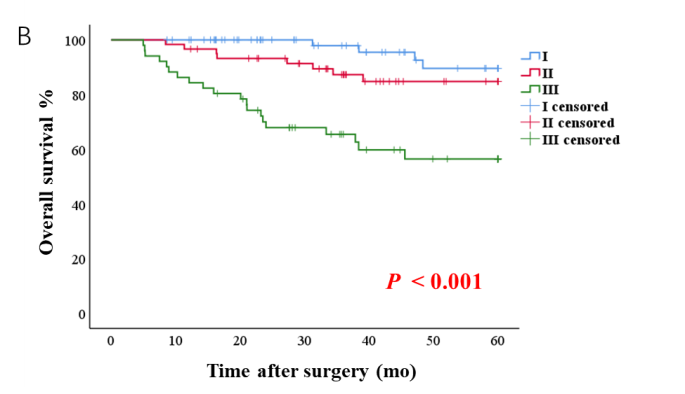 B
100
80
60
40
20
0
Overall survival %
0 10 20 30 40 50 60
Time after surgery (mo)
P < 0.001
I
II
III
I censored
II censored
III censored